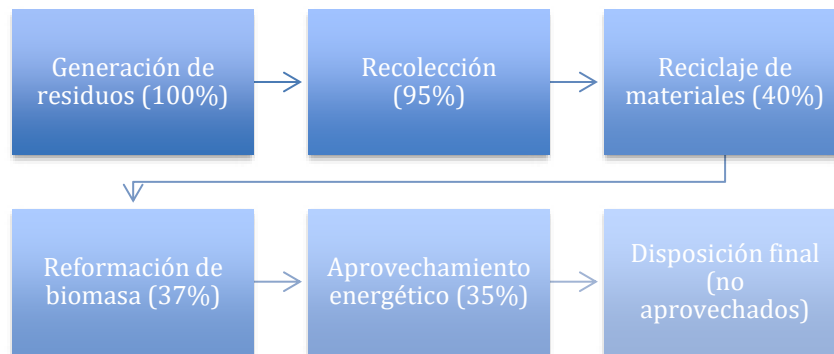 Generación de
residuos (100%)
Recolección
(95%)
Reciclaje de
materiales (40%)
Reformación de
biomasa (37%)
Aprovechamiento
energético (35%)
Disposición final
(no
aprovechados)